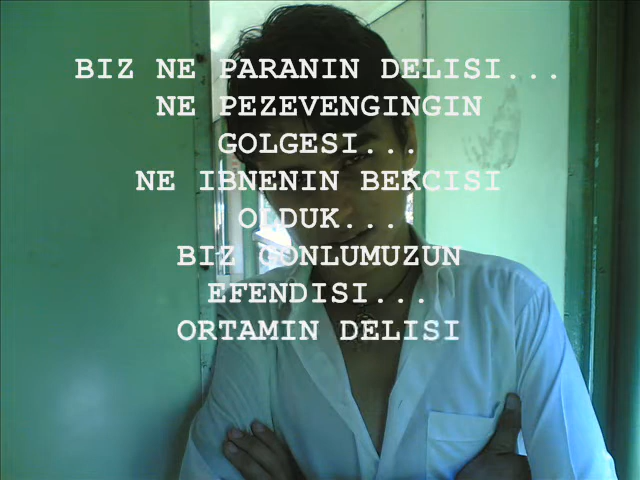 BIZ NE PARANIN DELISI...
NE PEZEVENGINGIN
GOLGESI...
NE IBNENIN BEKCISI
OLDUK...
BIZ GONLUMUZUN
EFENDISI...
ORTAMIN DELISI